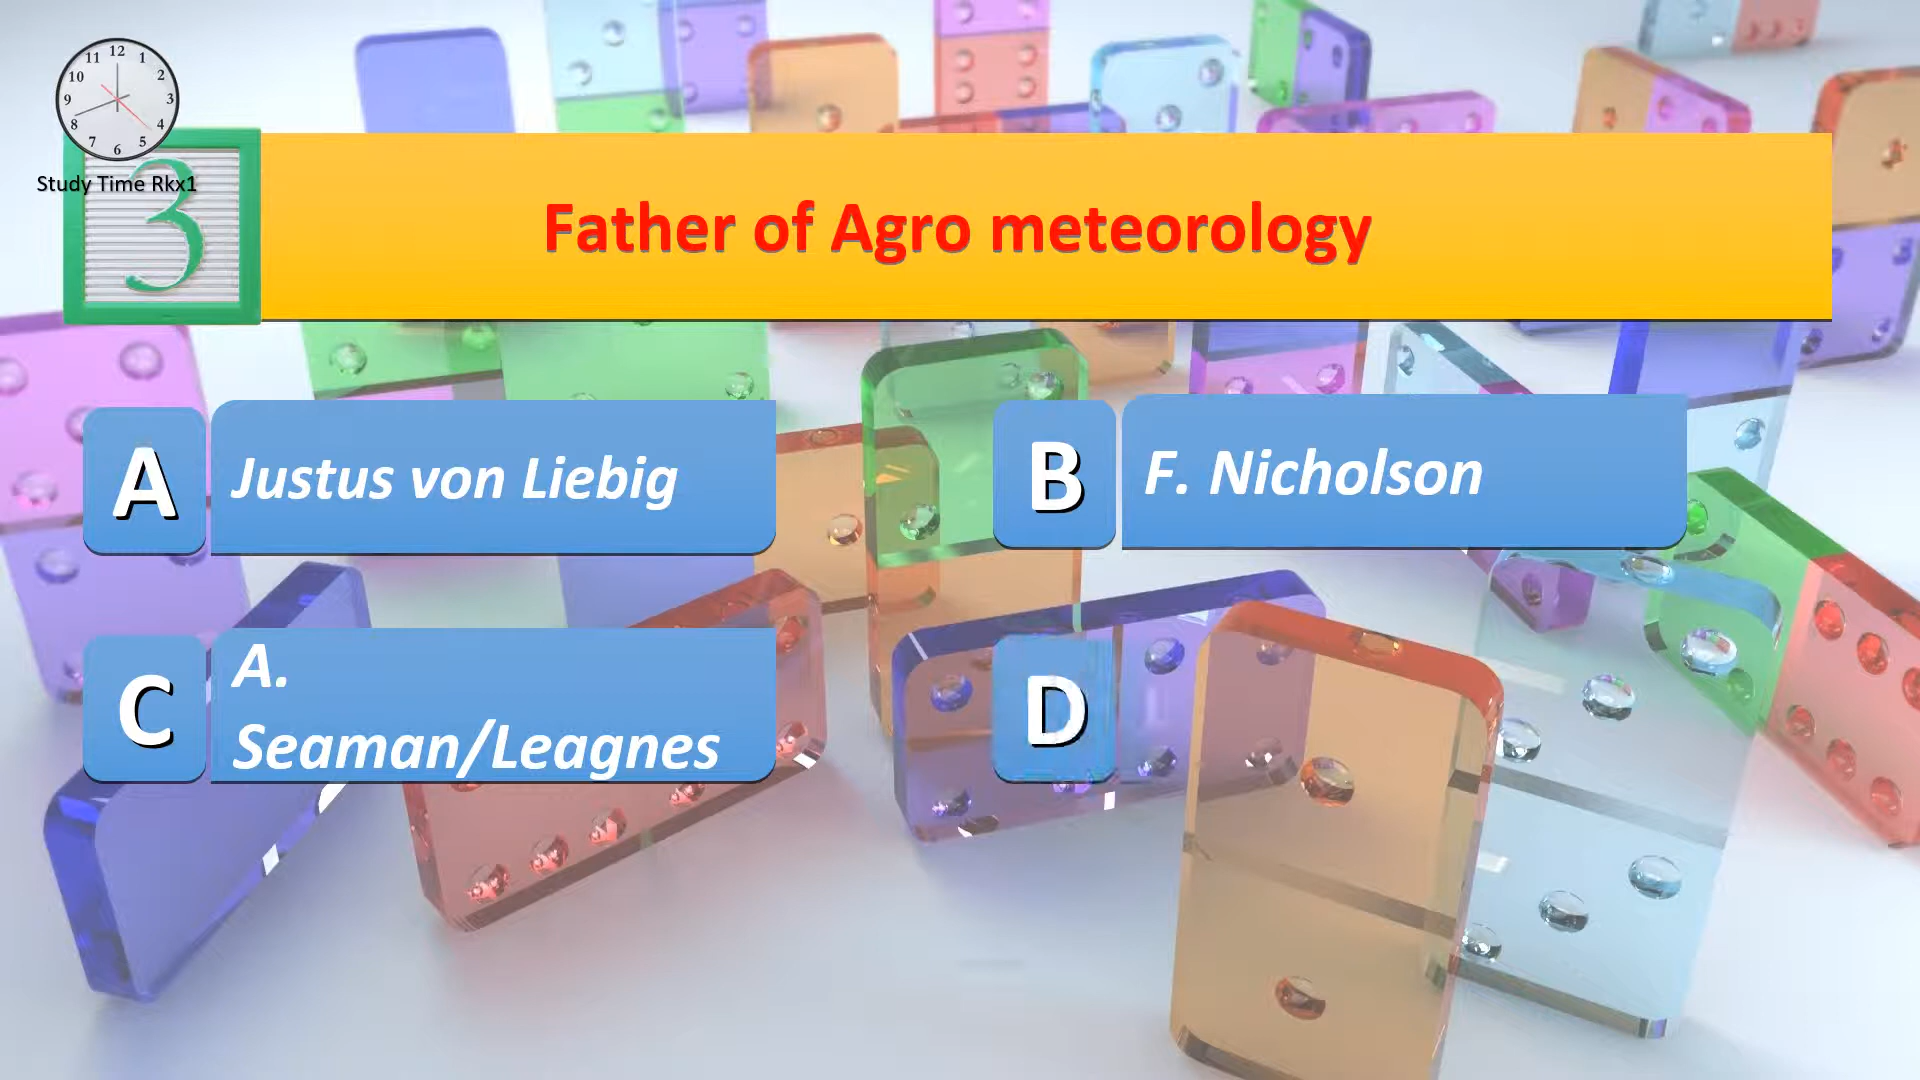 12
11 1
10 2
9 3
8 4
7 5
6
Study Time Rkx1
3
Father of Agro meteorology
A
Justus von Liebig
B
F. Nicholson
C
A.
Seaman/Leagnes
D